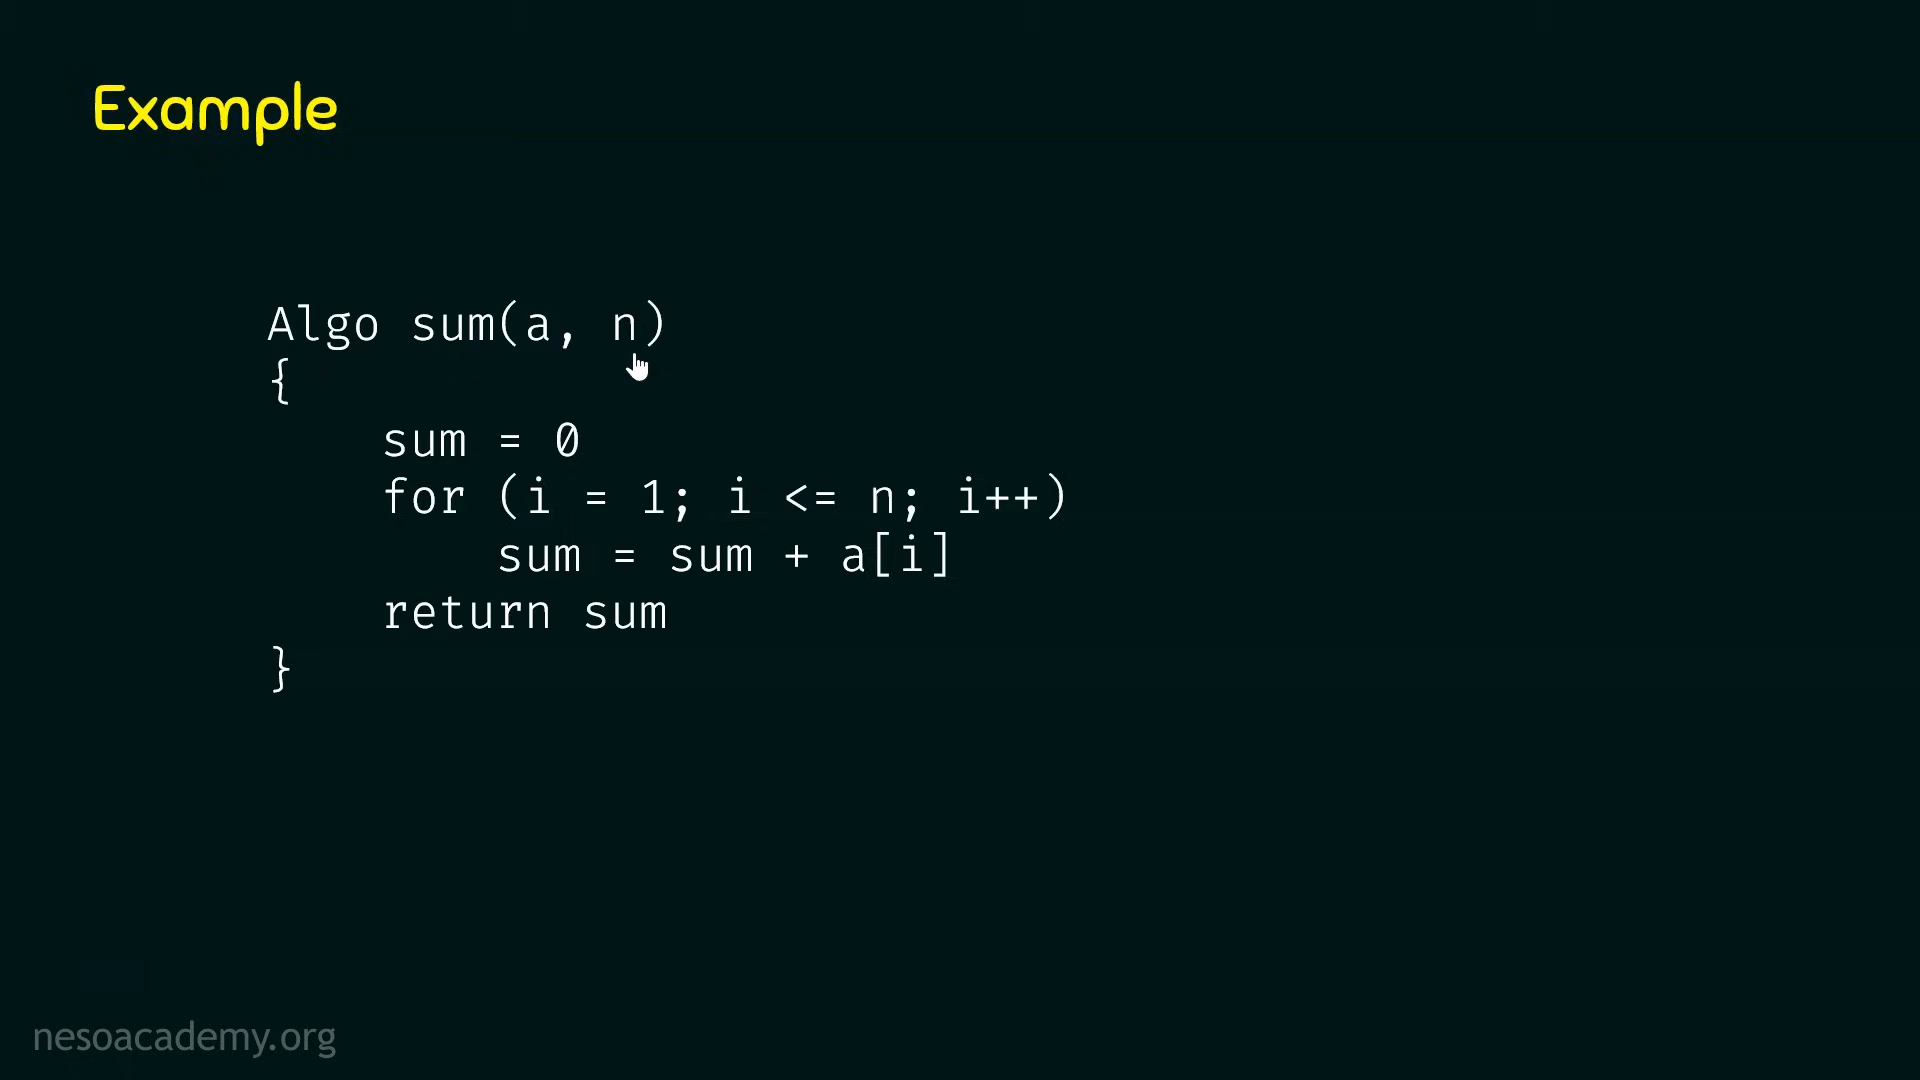 Example
Algo sum(a, n)
{
sum = 0
for (i = 1; i <= n; i++)
sum = sum + a[i]
return sum
}
nesoacademy.org